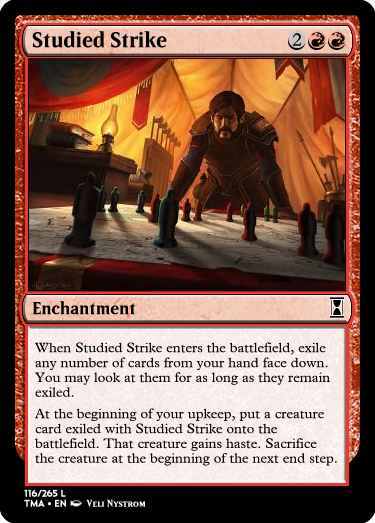 Studied Strike 2
Enchantment
When Studied Strike enters the battlefield, exile
any number of cards from your hand face down.
You may look at them for as long as they remain
exiled.
At the beginning of your upkeep, put a creature
card exiled with Studied Strike onto the
battlefield. That creature gains haste. Sacrifice
the creature at the beginning of the next end step.
116/265 L
TMA • EN Veli Nystrom